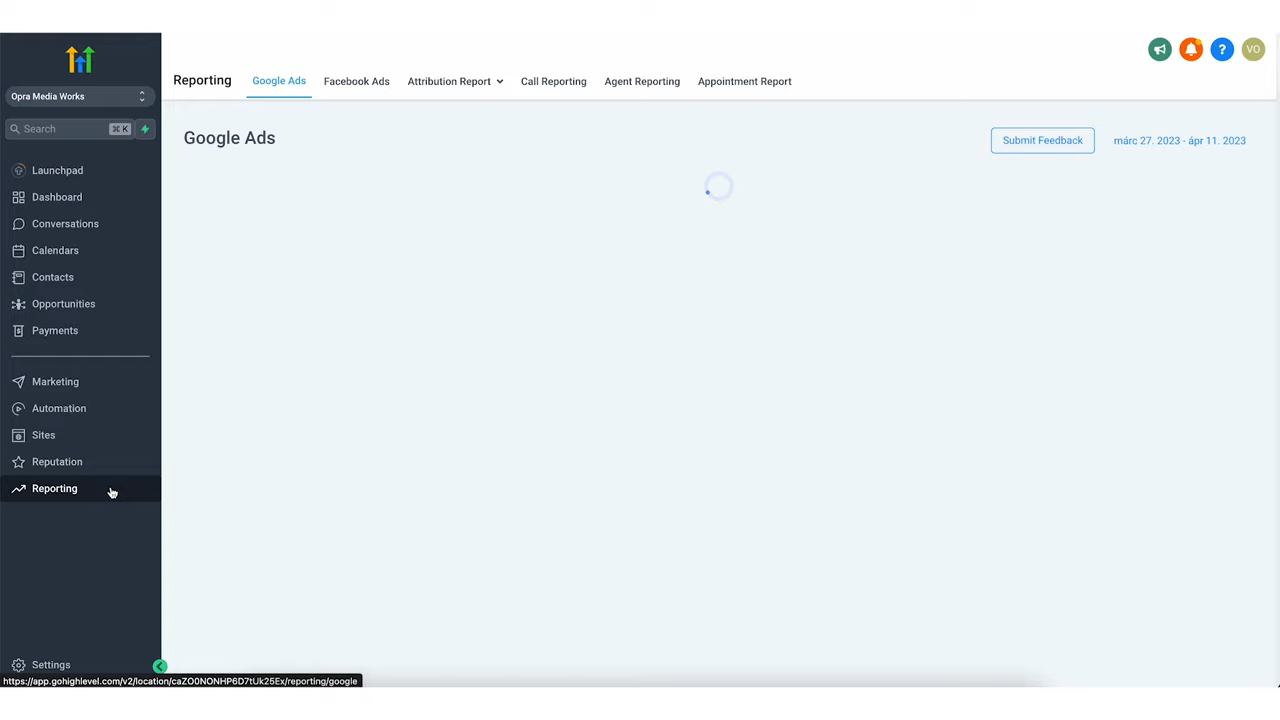 Opra Media Works
Search
⌘ K
Launchpad
Dashboard
Conversations
Calendars
Contacts
Opportunities
Payments
Marketing
Automation
Sites
Reputation
Reporting
Settings
https://app.gohighlevel.com/v2/location/caZO0NONHP6D7tUk25Ex/reporting/google
Reporting
Google Ads
Facebook Ads
Attribution Report
Call Reporting
Agent Reporting
Appointment Report
?
VO
Google Ads
Submit Feedback
márc 27. 2023 - ápr 11. 2023